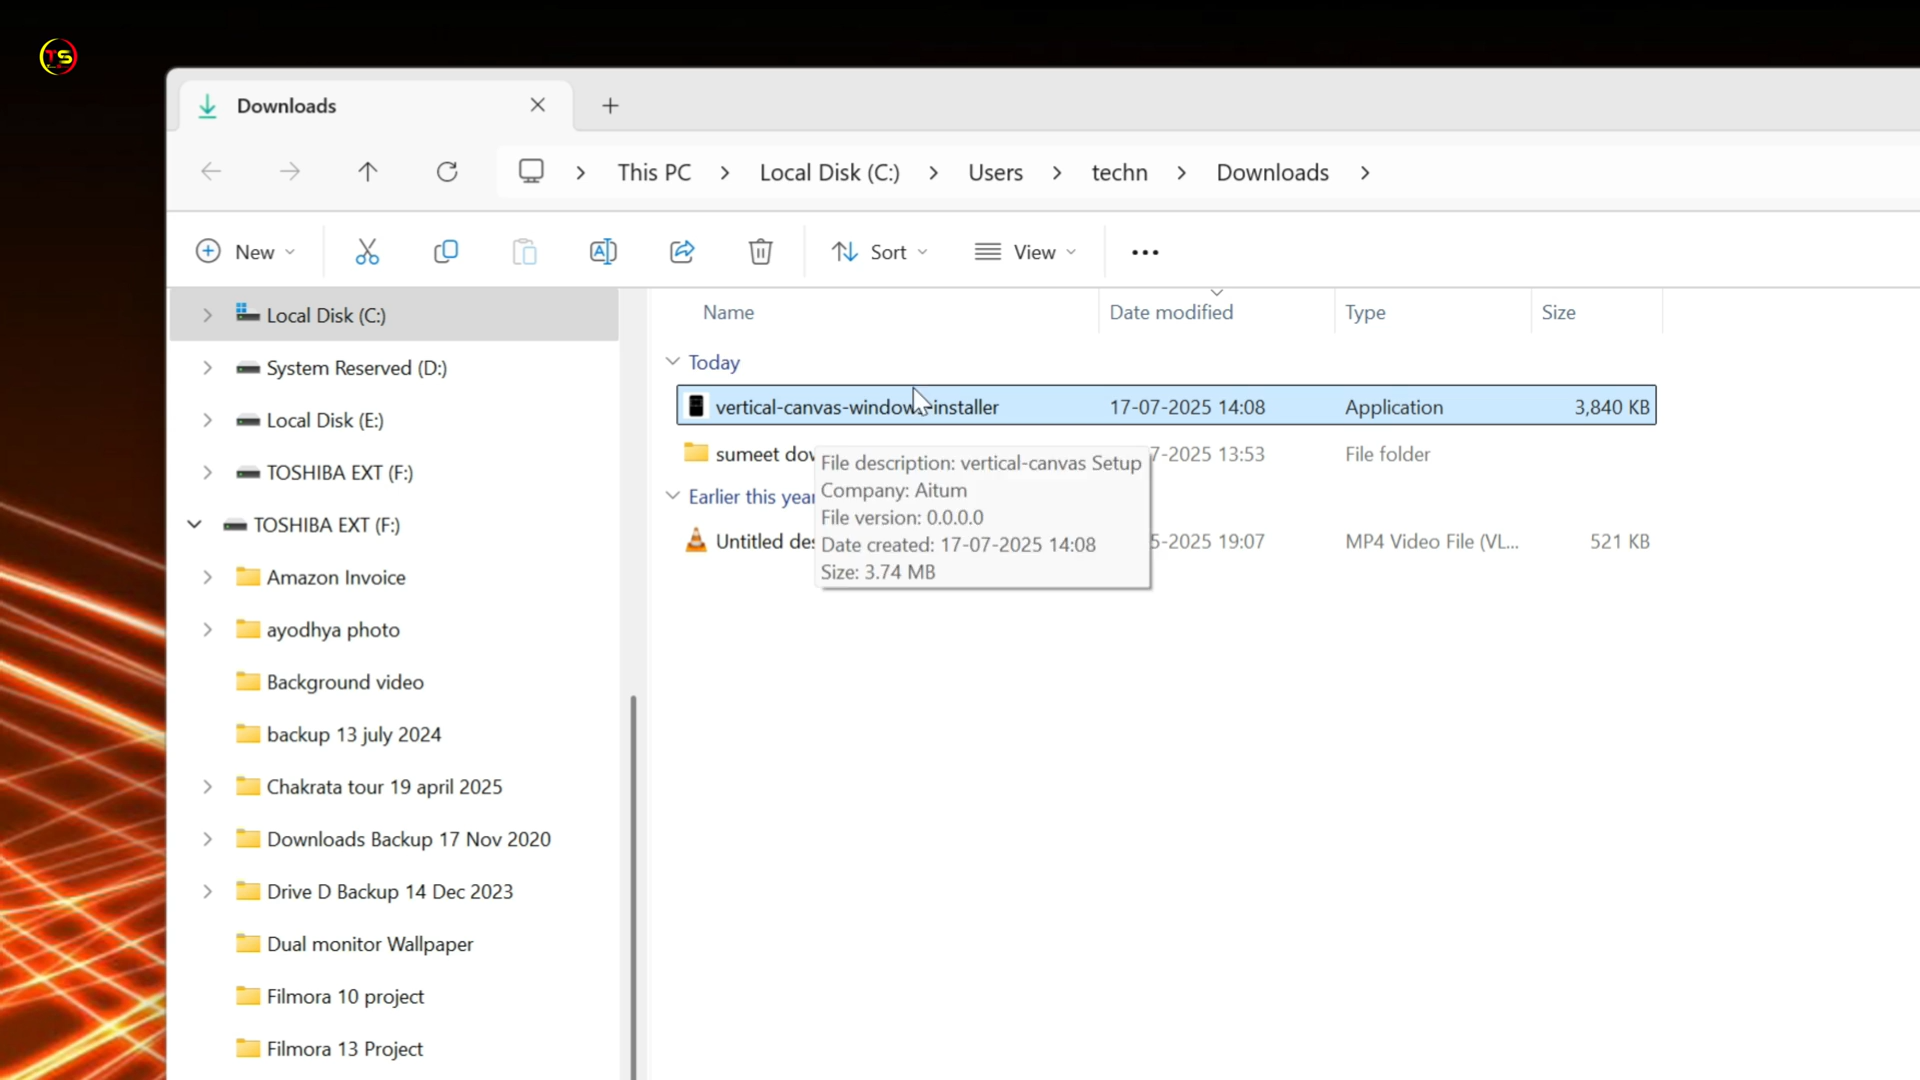 TS
Downloads
This PC
Local Disk (C:)
Users
techn
Downloads
New
Sort
View
Name
Date modified
Type
Size
Local Disk (C:)
System Reserved (D:)
Local Disk (E:)
TOSHIBA EXT (F:)
TOSHIBA EXT (F:)
Amazon Invoice
ayodhya photo
Background video
backup 13 july 2024
Chakrata tour 19 april 2025
Downloads Backup 17 Nov 2020
Drive D Backup 14 Dec 2023
Dual monitor Wallpaper
Filmora 10 project
Filmora 13 Project
Today
vertical-canvas-windows-installer 17-07-2025 14:08 Application 3,840 KB
sumeet 7-2025 13:53 File folder
Earlier this year
Untitled 5-2025 19:07 MP4 Video File (VL... 521 KB
File description: vertical-canvas Setup
Company: Aitum
File version: 0.0.0.0
Date created: 17-07-2025 14:08
Size: 3.74 MB